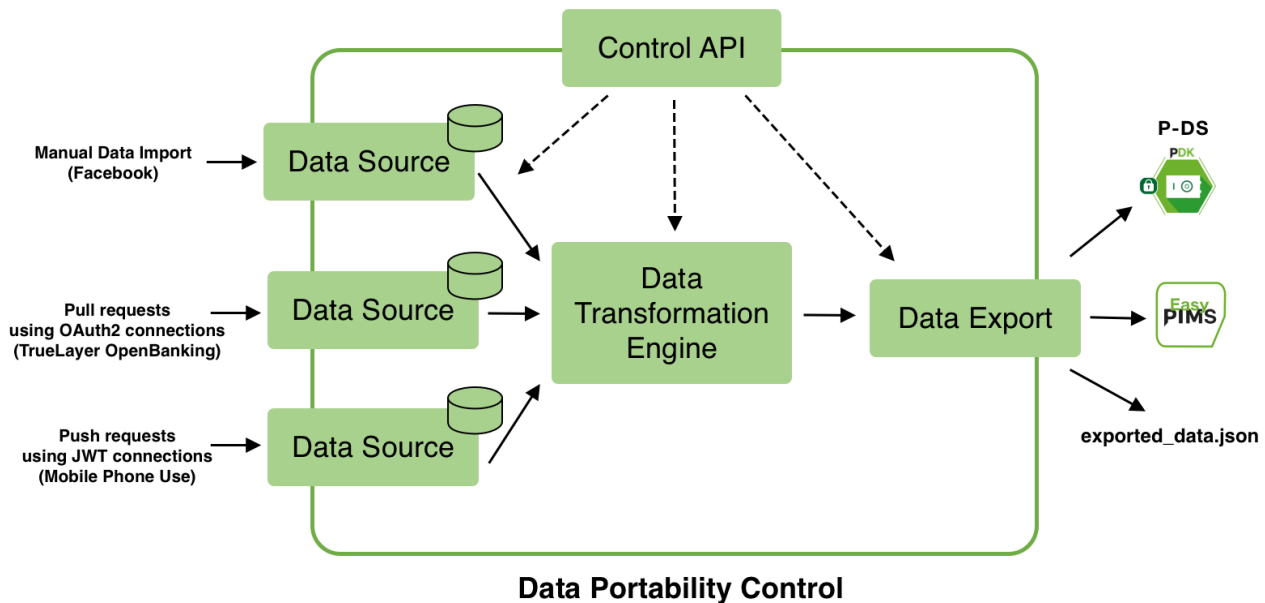 Control API
Manual Data Import
(Facebook)
Data Source
P-DS
PDK
Pull requests
using OAuth2 connections
(TrueLayer OpenBanking)
Data Source
Data
Transformation
Engine
Data Export
Easy
PIMS
Push requests
using JWT connections
(Mobile Phone Use)
Data Source
exported_data.json
Data Portability Control